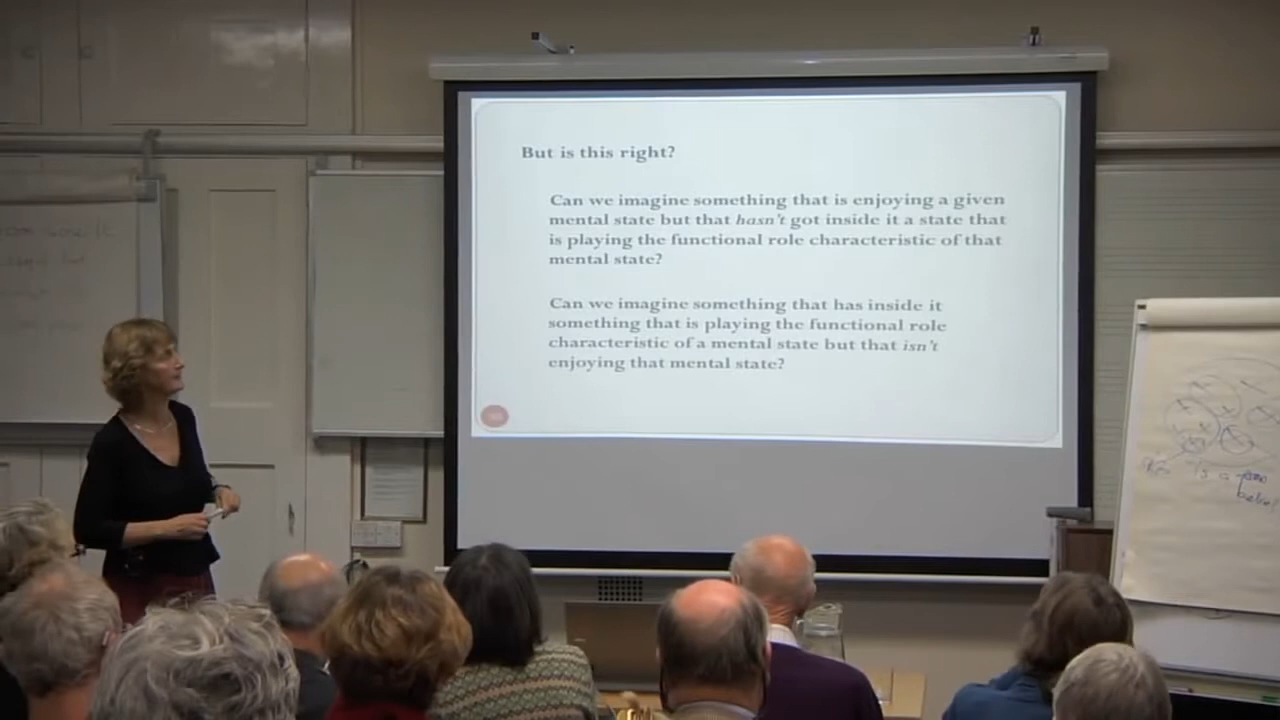 But is this right?
Can we imagine something that is enjoying a given
mental state but that hasn't got inside it a state that
is playing the functional role characteristic of that
mental state?
Can we imagine something that has inside it
something that is playing the functional role
characteristic of a mental state but that isn't
enjoying that mental state?
is a
belief